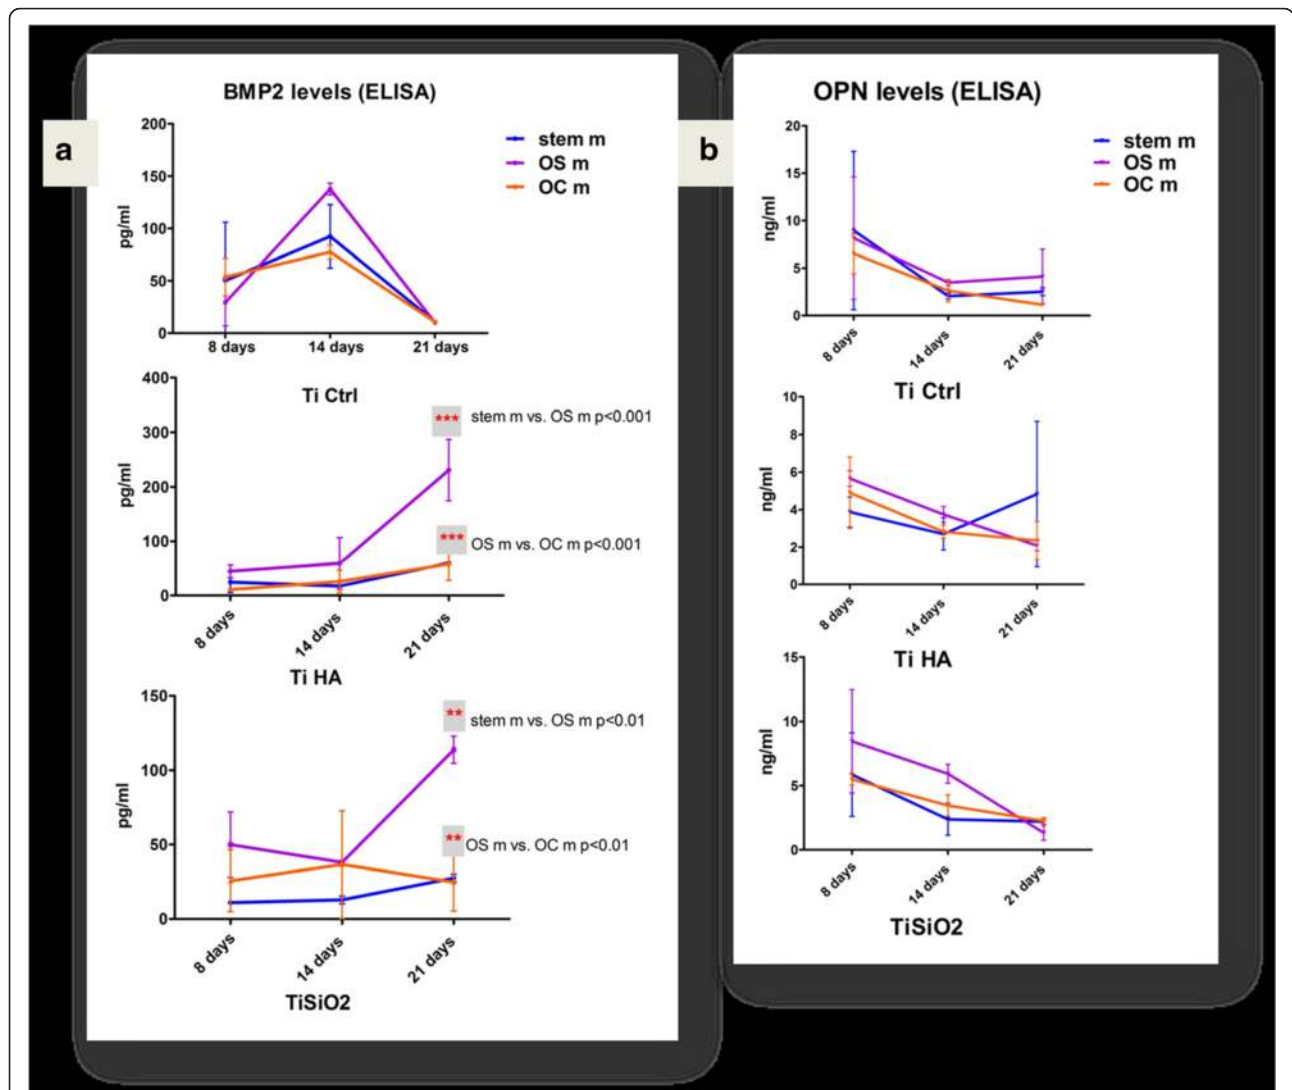 a
BMP2 levels (ELISA)
200
150
100
50
0
pg/ml
stem m
OS m
OC m
8 days
14 days
21 days
Ti Ctrl
400
300
200
100
0
pg/ml
*** stem m vs. OS m p<0.001
*** OS m vs. OC m p<0.001
8 days
14 days
21 days
Ti HA
150
100
50
0
pg/ml
** stem m vs. OS m p<0.01
** OS m vs. OC m p<0.01
8 days
14 days
21 days
TiSiO2
b
OPN levels (ELISA)
20
15
10
5
0
ng/ml
stem m
OS m
OC m
8 days
14 days
21 days
Ti Ctrl
10
8
6
4
2
0
ng/ml
8 days
14 days
21 days
Ti HA
15
10
5
0
ng/ml
8 days
14 days
21 days
TiSiO2